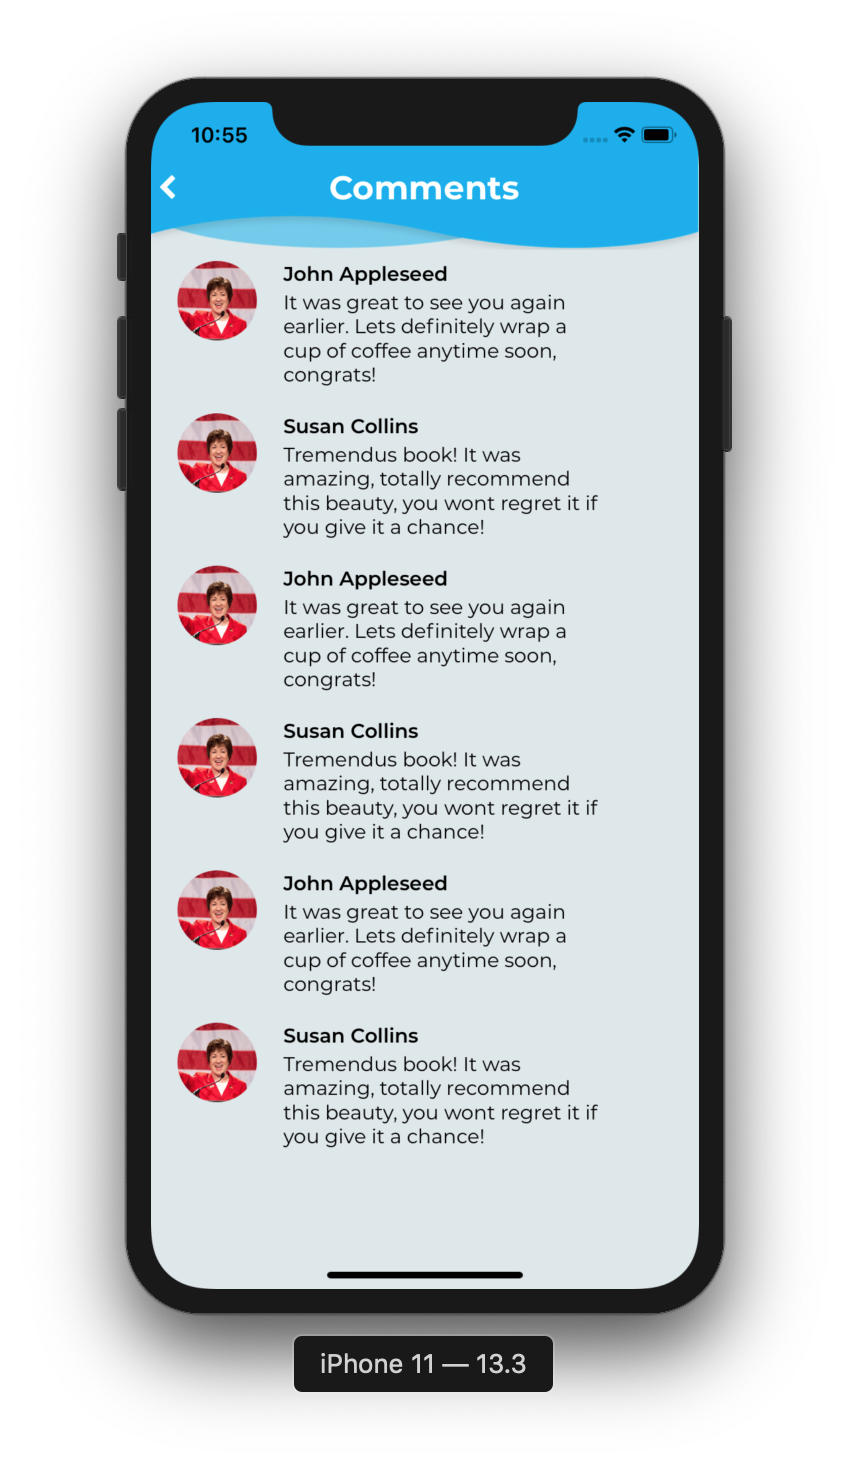 10:55
Comments
John Appleseed
It was great to see you again
earlier. Lets definitely wrap a
cup of coffee anytime soon,
congrats!
Susan Collins
Tremendus book! It was
amazing, totally recommend
this beauty, you wont regret it if
you give it a chance!
John Appleseed
It was great to see you again
earlier. Lets definitely wrap a
cup of coffee anytime soon,
congrats!
Susan Collins
Tremendus book! It was
amazing, totally recommend
this beauty, you wont regret it if
you give it a chance!
John Appleseed
It was great to see you again
earlier. Lets definitely wrap a
cup of coffee anytime soon,
congrats!
Susan Collins
Tremendus book! It was
amazing, totally recommend
this beauty, you wont regret it if
you give it a chance!
iPhone 11 — 13.3